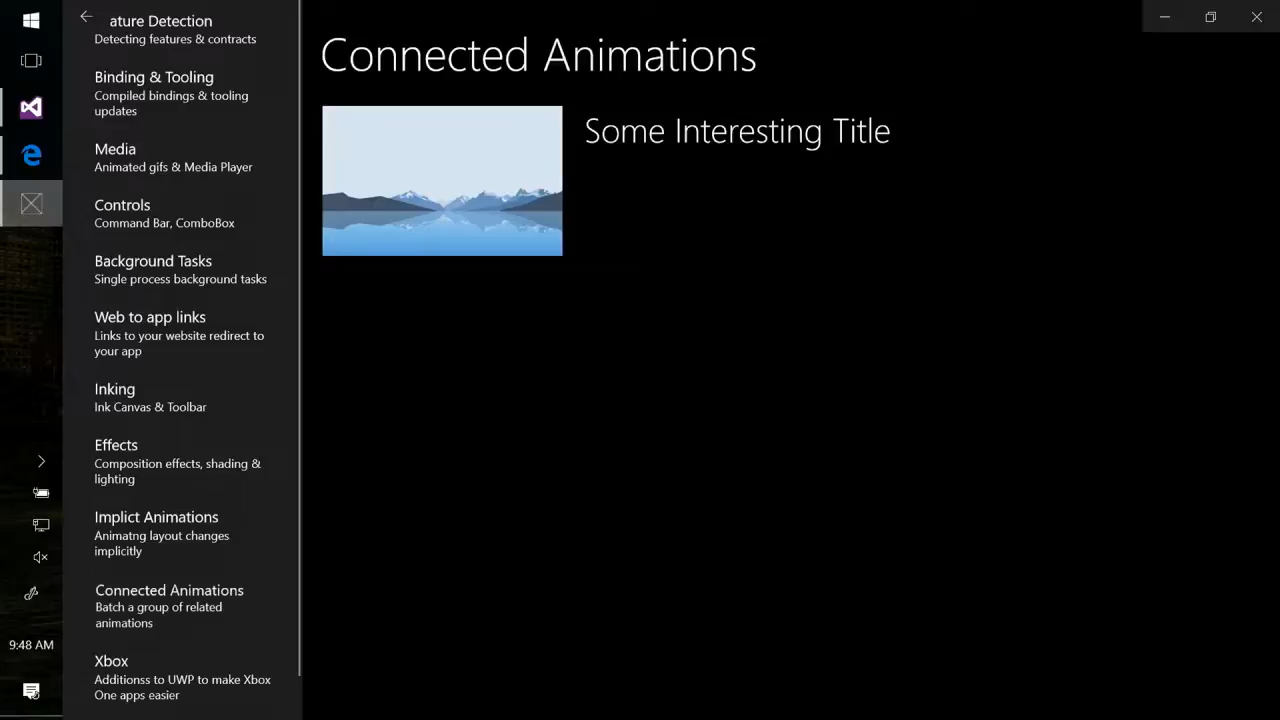 ature Detection
Detecting features & contracts
Binding & Tooling
Compiled bindings & tooling
updates
Media
Animated gifs & Media Player
Controls
Command Bar, ComboBox
Background Tasks
Single process background tasks
Web to app links
Links to your website redirect to
your app
Inking
Ink Canvas & Toolbar
Effects
Composition effects, shading &
lighting
Implict Animations
Animatng layout changes
implicitly
Connected Animations
Batch a group of related
animations
Xbox
Additionss to UWP to make Xbox
One apps easier
9:48 AM
Connected Animations
Some Interesting Title